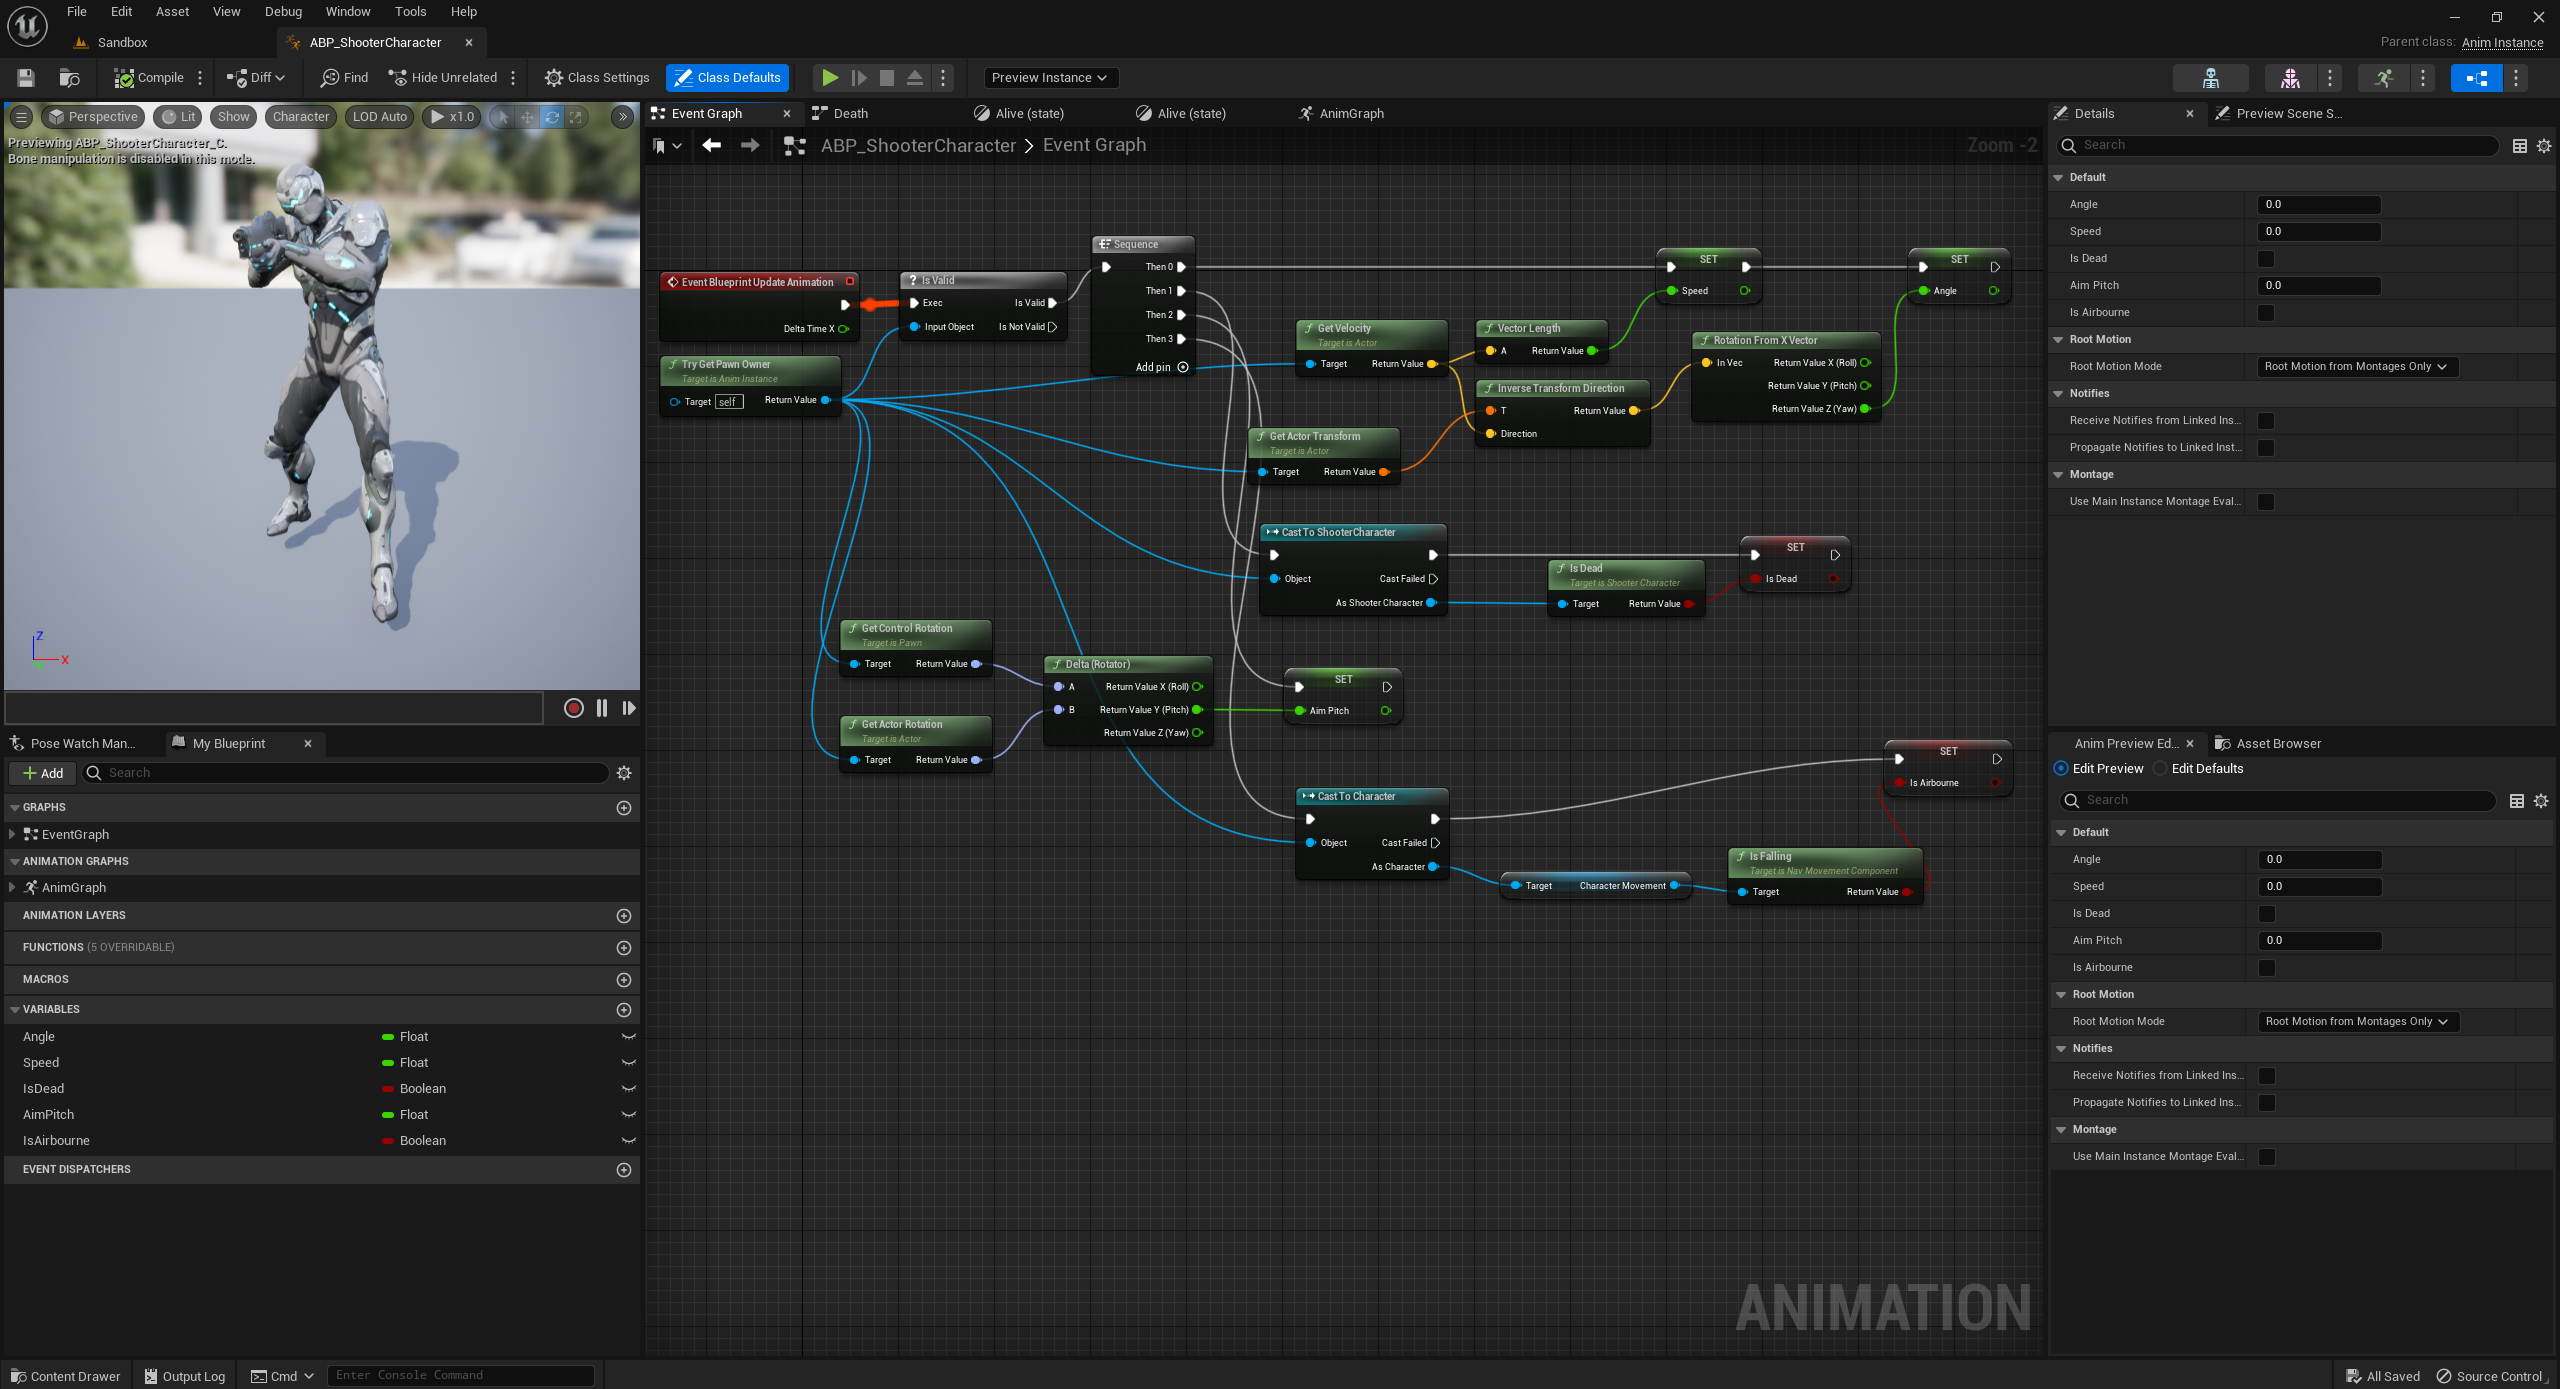 File Edit Asset View Debug Window Tools Help
Sandbox
ABP_ShooterCharacter
Parent class: Anim Instance
Compile
Diff
Find
Hide Unrelated
Class Settings
Class Defaults
Preview Instance
Perspective
Lit
Show
Character
LOD Auto
x1.0
Previewing ABP_ShooterCharacter_C.
Bone manipulation is disabled in this mode.
Z
X
Y
Pose Watch Man...
My Blueprint
Add
Search
GRAPHS
EventGraph
ANIMATION GRAPHS
AnimGraph
ANIMATION LAYERS
FUNCTIONS (5 OVERRIDABLE)
MACROS
VARIABLES
Angle Float
Speed Float
IsDead Boolean
AimPitch Float
IsAirbourne Boolean
EVENT DISPATCHERS
Event Graph
Death
Alive (state)
Alive (state)
AnimGraph
ABP_ShooterCharacter > Event Graph
Zoom -2
Event Blueprint Update Animation
Delta Time X
Is Valid
Exec Is Valid
Input Object Is Not Valid
Sequence
Then 0
Then 1
Then 2
Then 3
Add pin
Try Get Pawn Owner
Target is Anim Instance
Target self Return Value
Get Velocity
Target is Actor
Target Return Value
Vector Length
A Return Value
SET
Speed
SET
Angle
Inverse Transform Direction
T Return Value
Direction
Rotation From X Vector
In Vec Return Value X (Roll)
Return Value Y (Pitch)
Return Value Z (Yaw)
Get Actor Transform
Target is Actor
Target Return Value
Cast To ShooterCharacter
Object Cast Failed
As Shooter Character
Is Dead
Target is Shooter Character
Target Return Value
SET
Is Dead
Get Control Rotation
Target is Pawn
Target Return Value
Get Actor Rotation
Target is Actor
Target Return Value
Delta (Rotator)
A Return Value X (Roll)
B Return Value Y (Pitch)
Return Value Z (Yaw)
SET
Aim Pitch
Cast To Character
Object Cast Failed
As Character
Target Character Movement
Is Falling
Target is Nav Movement Component
Target Return Value
SET
Is Airbourne
ANIMATION
Details
Preview Scene S...
Search
Default
Angle 0.0
Speed 0.0
Is Dead
Aim Pitch 0.0
Is Airbourne
Root Motion
Root Motion Mode Root Motion from Montages Only
Notifies
Receive Notifies from Linked Ins...
Propagate Notifies to Linked Inst...
Montage
Use Main Instance Montage Eval...
Anim Preview Ed...
Asset Browser
Edit Preview Edit Defaults
Search
Default
Angle 0.0
Speed 0.0
Is Dead
Aim Pitch 0.0
Is Airbourne
Root Motion
Root Motion Mode Root Motion from Montages Only
Notifies
Receive Notifies from Linked Ins...
Propagate Notifies to Linked Ins...
Montage
Use Main Instance Montage Eval...
Content Drawer
Output Log
Cmd
Enter Console Command
All Saved
Source Control